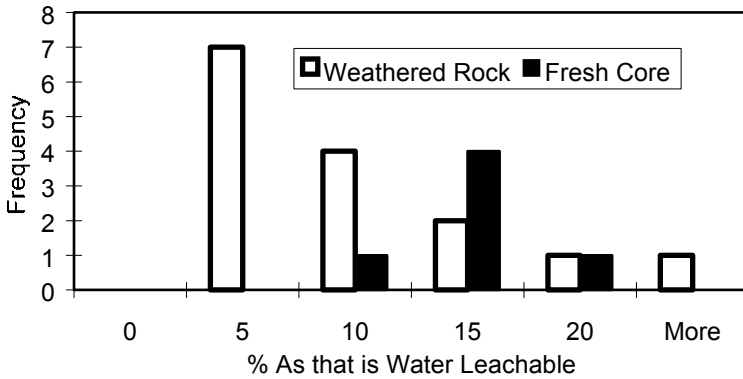 8
7
6
5
4
3
2
1
0
Frequency
Weathered Rock Fresh Core
0 5 10 15 20 More
% As that is Water Leachable